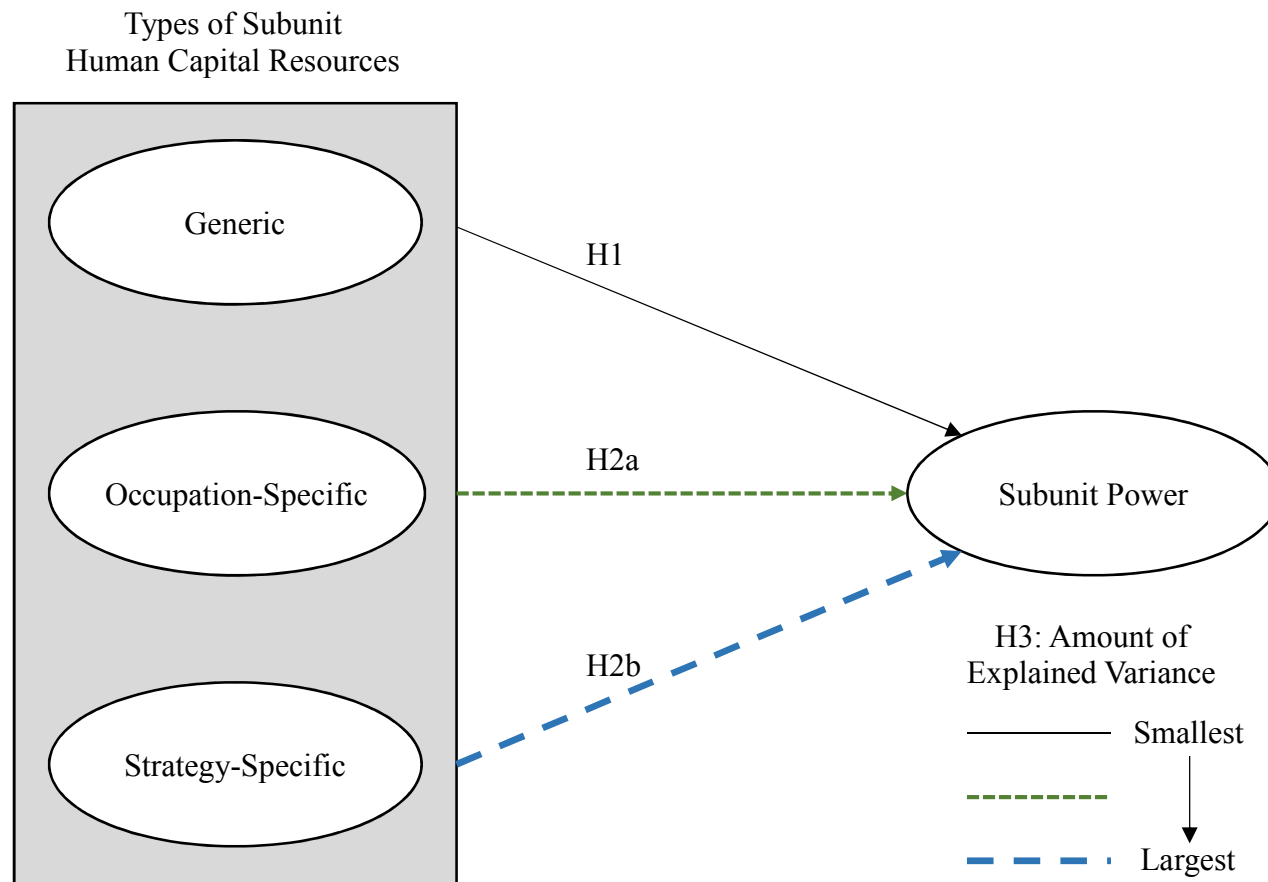 Types of Subunit
Human Capital Resources
Generic
H1
Occupation-Specific
H2a
Subunit Power
H2b
Strategy-Specific
H3: Amount of
Explained Variance
Smallest
Largest